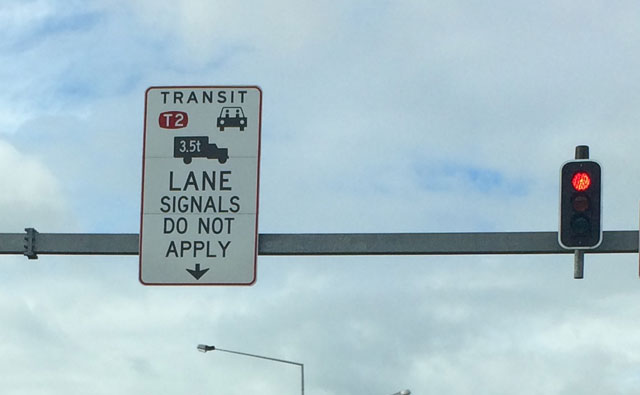 TRANSIT
T2
3.5t
LANE
SIGNALS
DO NOT
APPLY